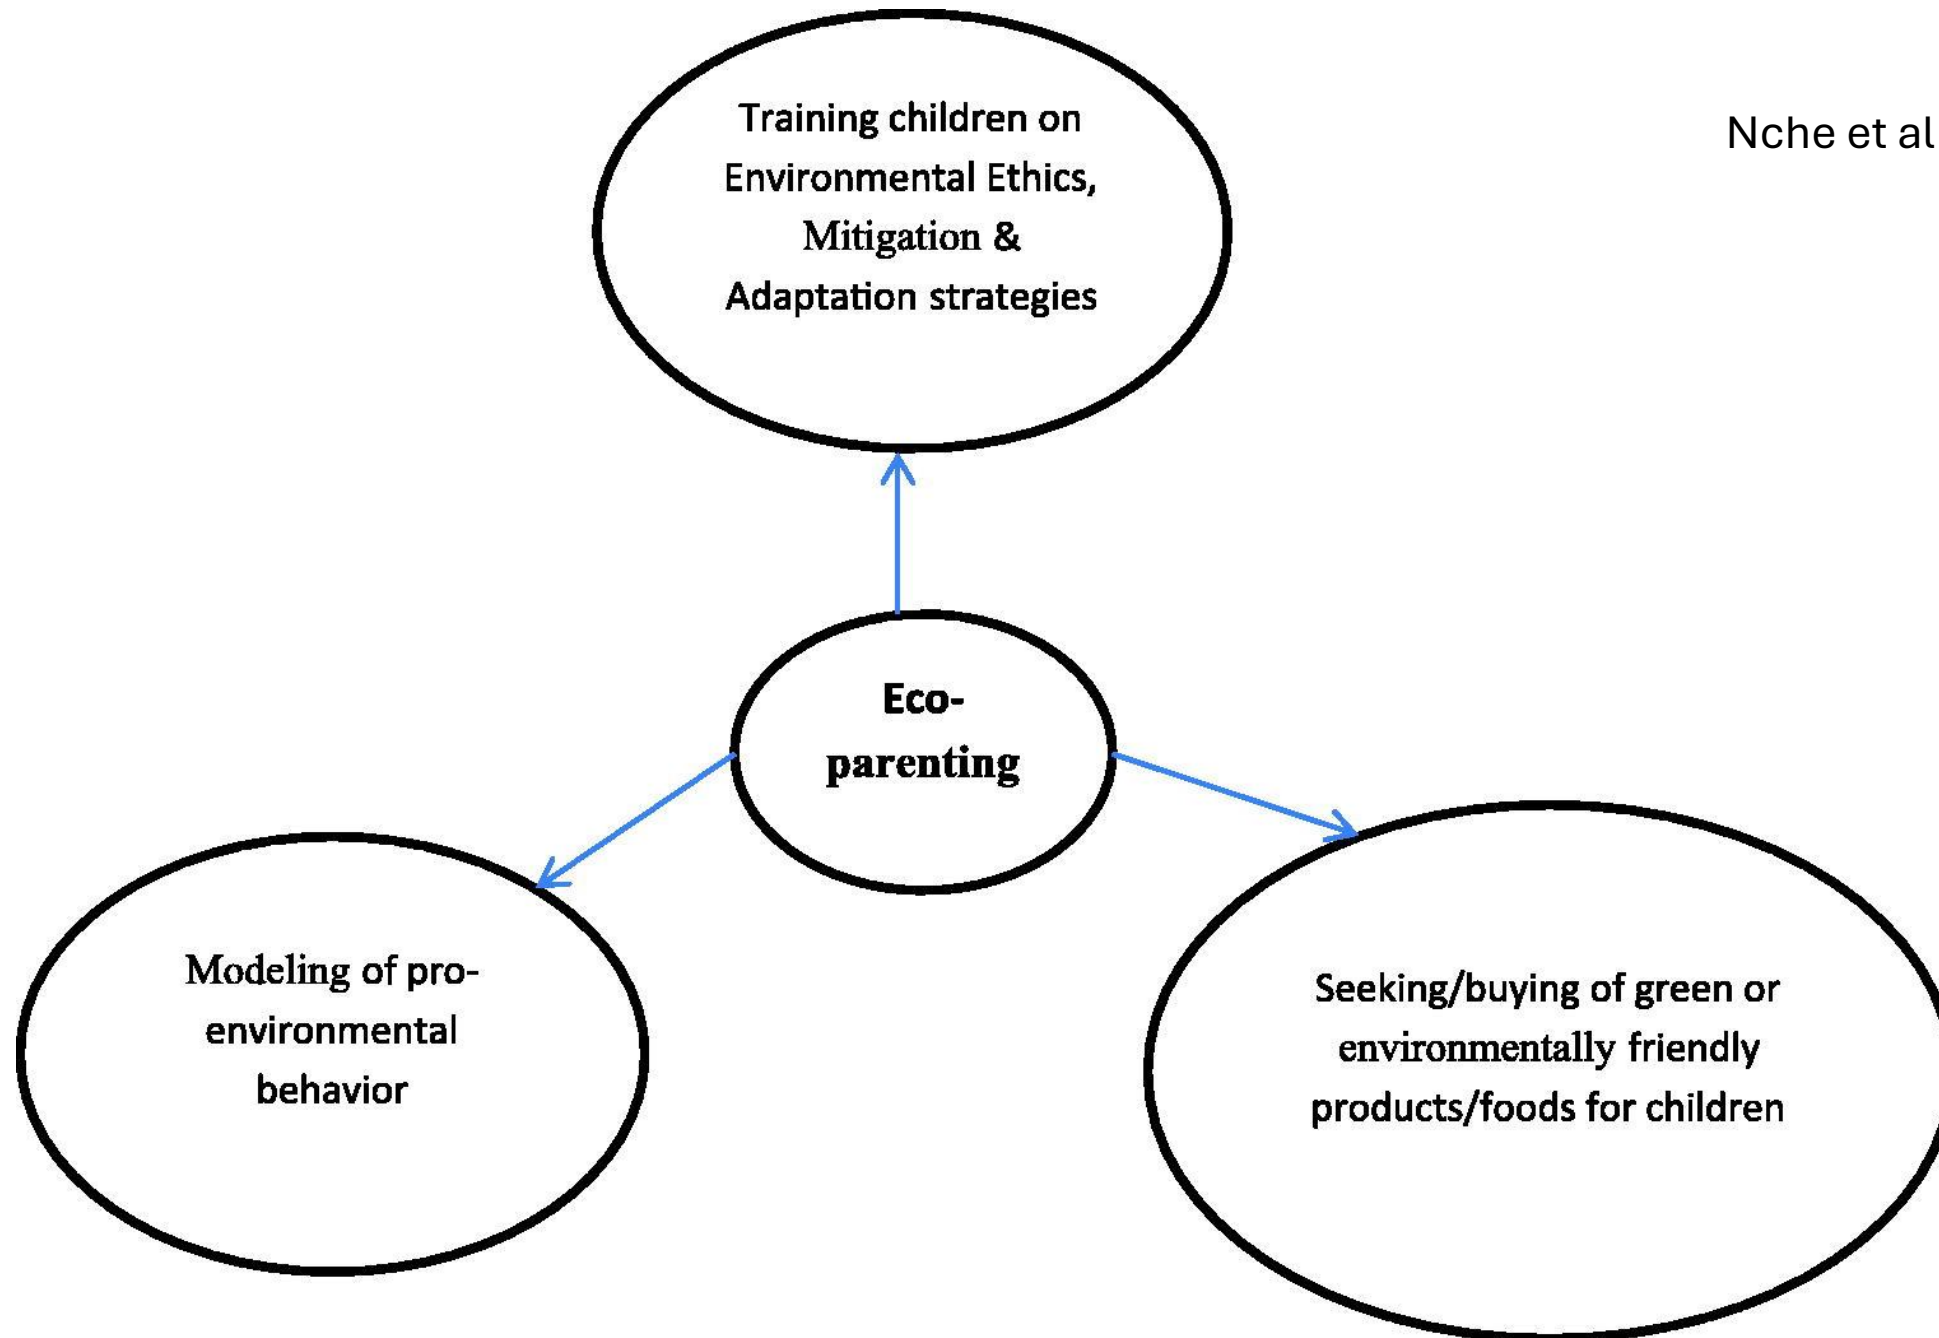 Training children on
Environmental Ethics,
Mitigation &
Adaptation strategies
Nche et al
Eco-
parenting
Modeling of pro-
environmental
behavior
Seeking/buying of green or
environmentally friendly
products/foods for children